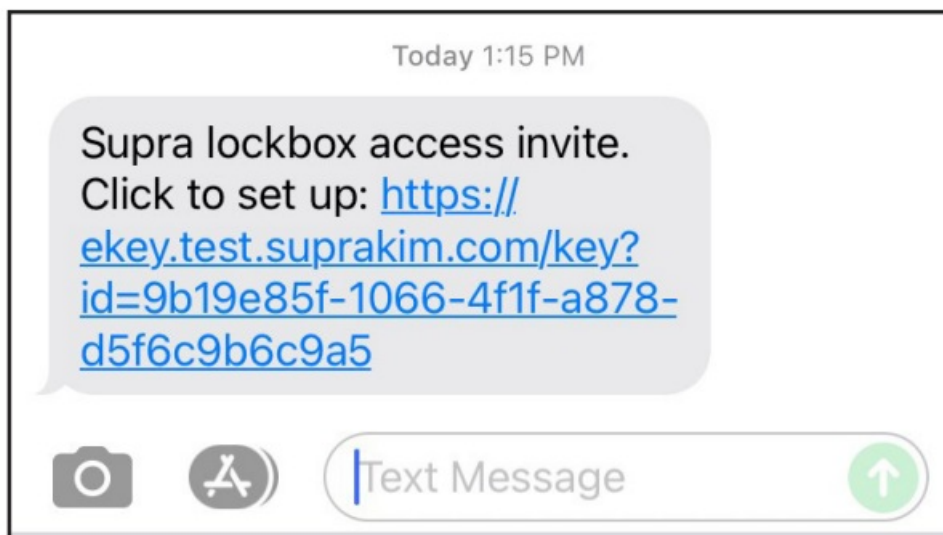 Today 1:15 PM
Supra lockbox access invite.
Click to set up: https://
ekey.test.suprakim.com/key?
id=9b19e85f-1066-4f1f-a878-
d5f6c9b6c9a5
Text Message